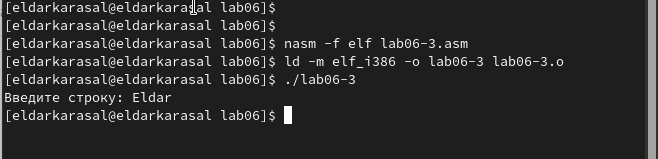 [eldarkarasal@eldarkarasal lab06]$
[eldarkarasal@eldarkarasal lab06]$
[eldarkarasal@eldarkarasal lab06]$ nasm -f elf lab06-3.asm
[eldarkarasal@eldarkarasal lab06]$ ld -m elf_i386 -o lab06-3 lab06-3.o
[eldarkarasal@eldarkarasal lab06]$ ./lab06-3
Введите строку: Eldar
[eldarkarasal@eldarkarasal lab06]$